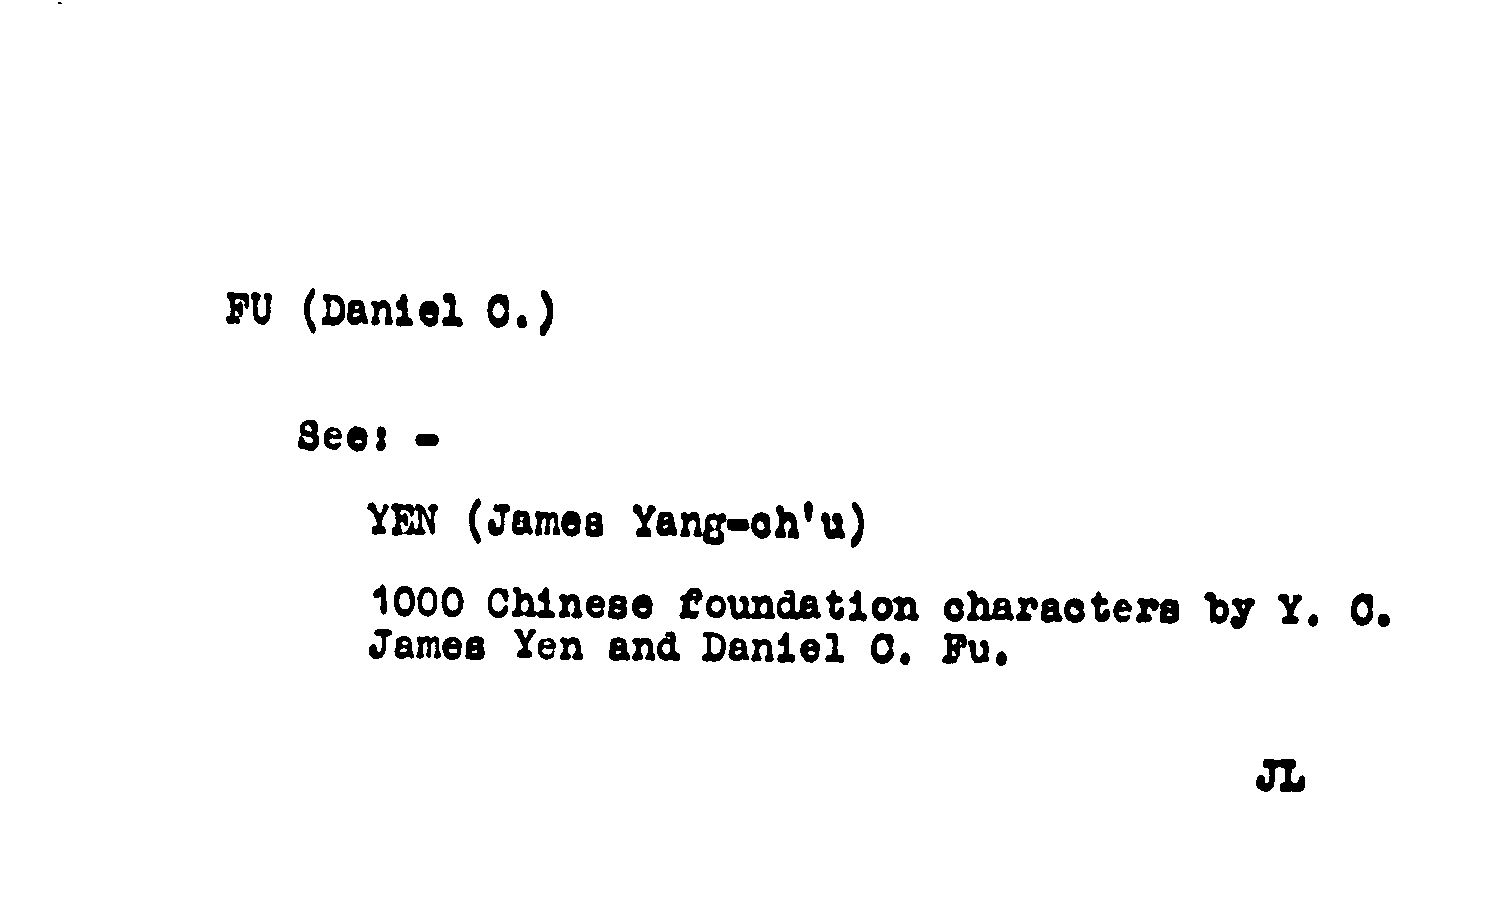 FU (Daniel C.)
See: -
YEN (James Yang-ch'u)
1000 Chinese foundation characters by Y. C.
James Yen and Daniel C. Fu.
JL